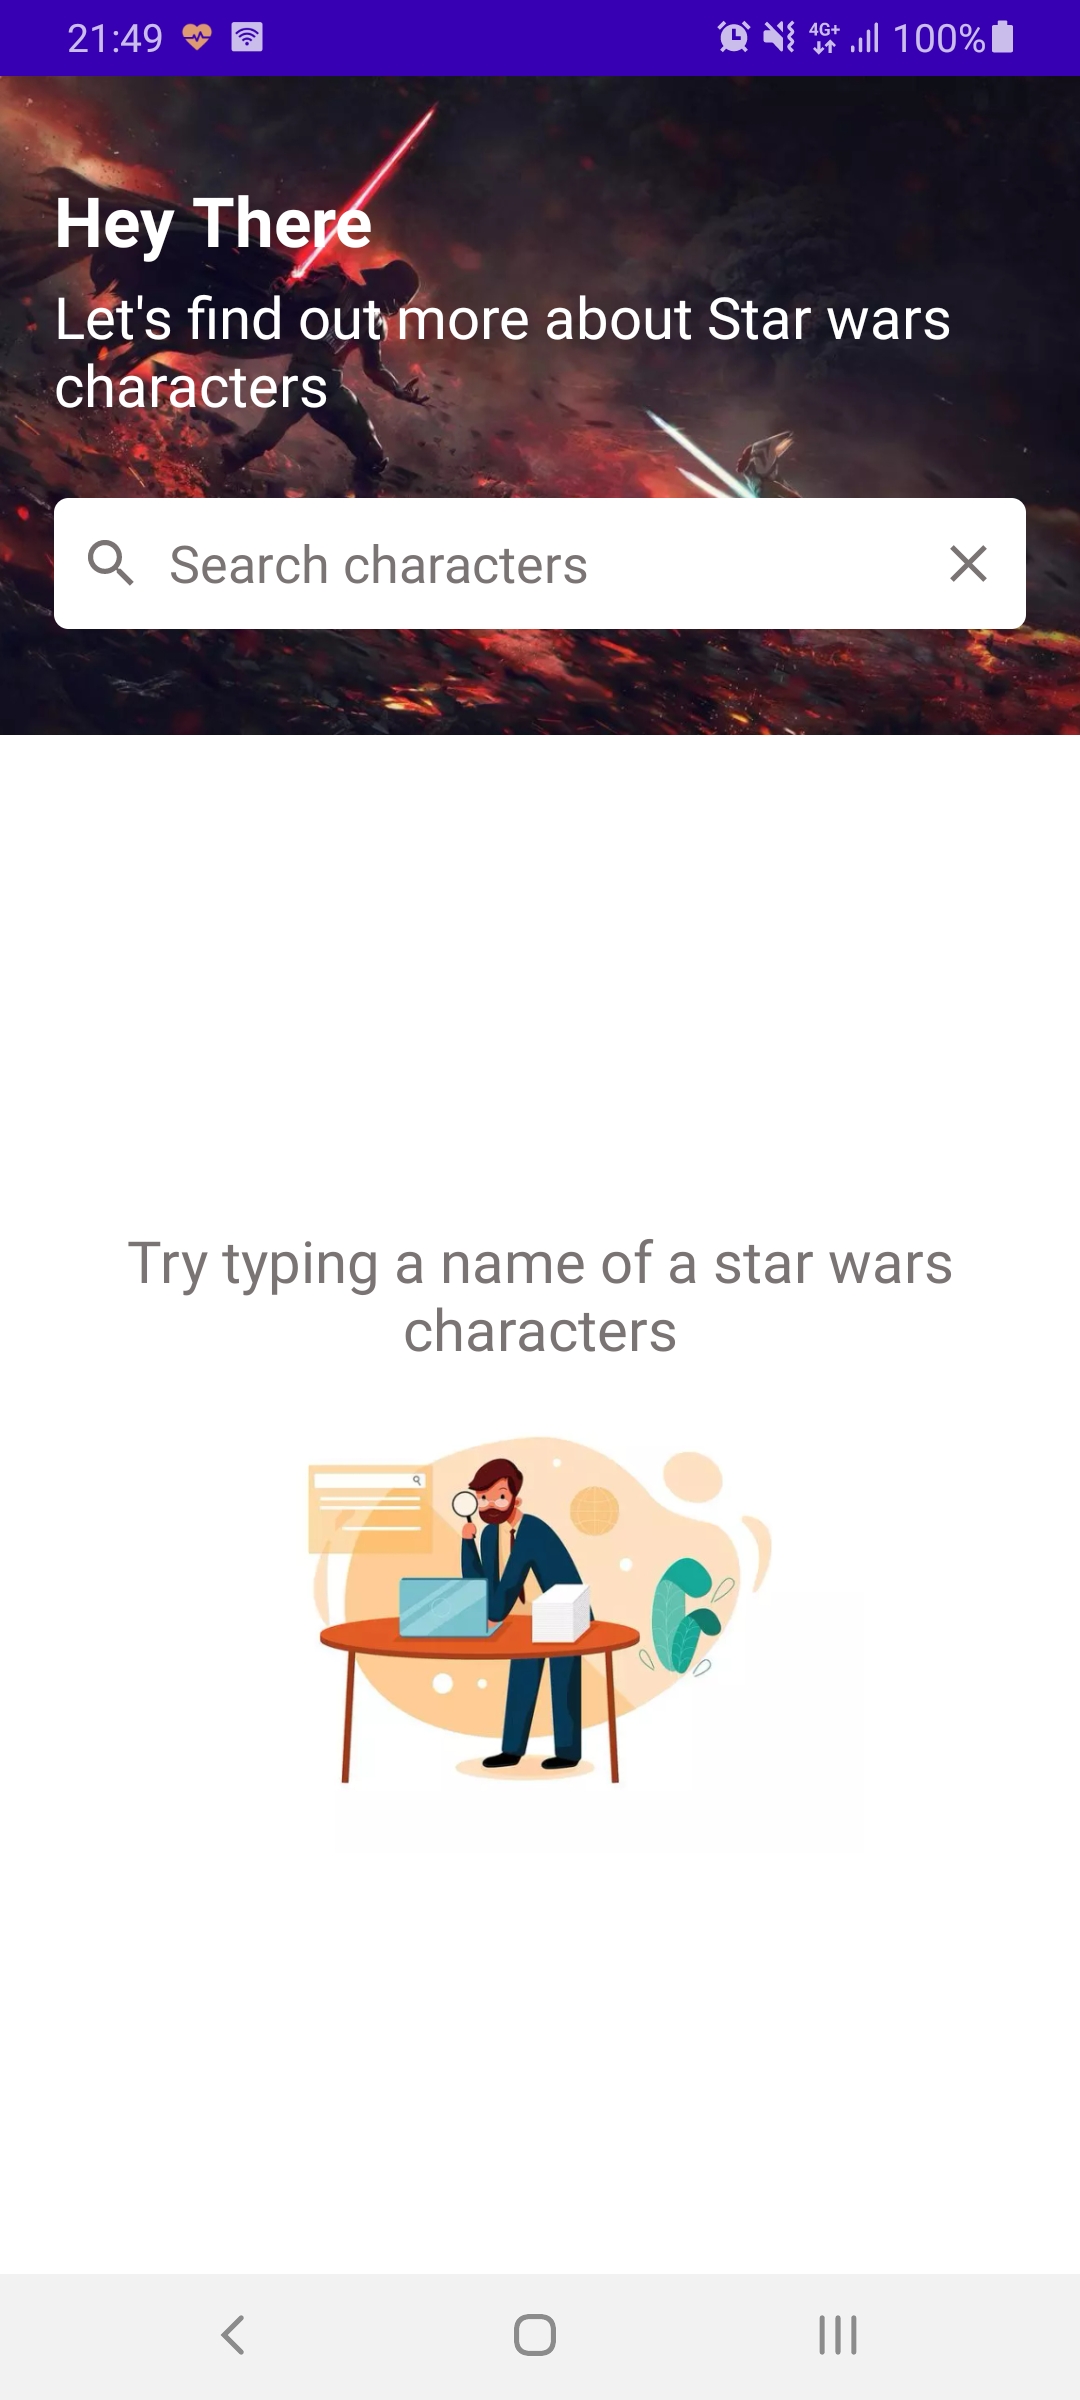 21:49 4G+ 100%
Hey There
Let's find out more about Star wars
characters
Search characters
Try typing a name of a star wars
characters